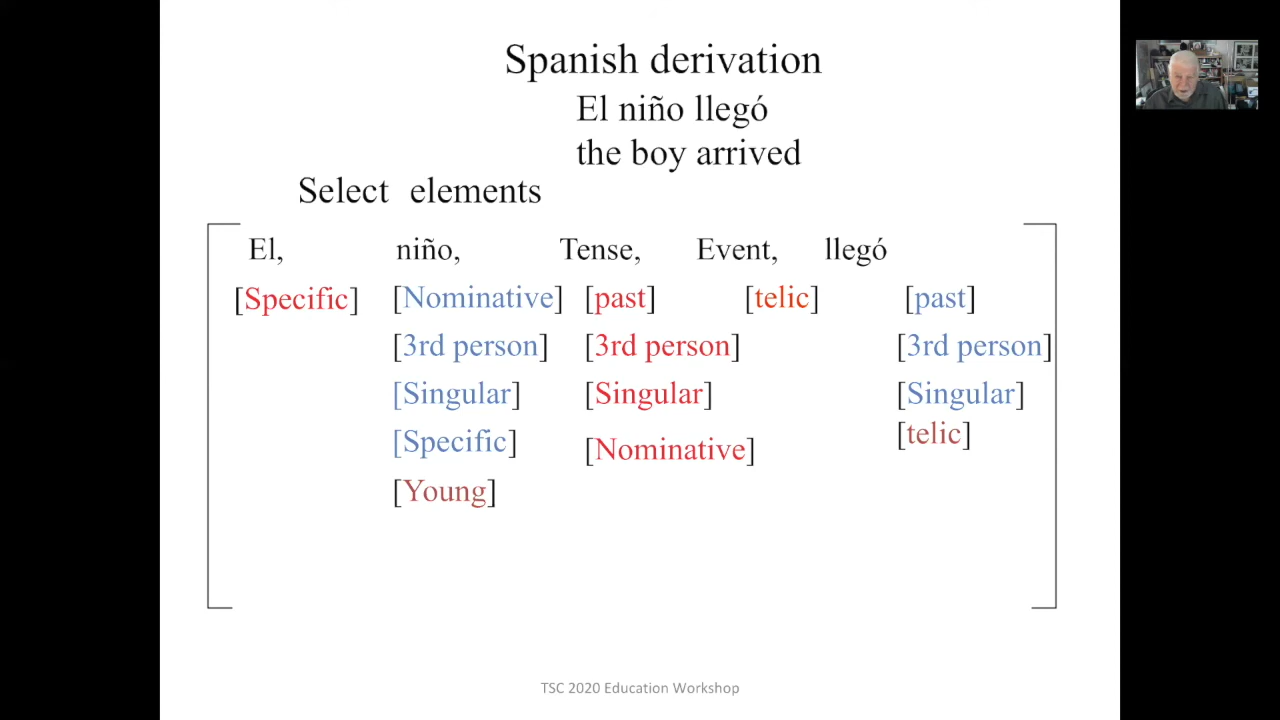 Spanish derivation
El niño llegó
the boy arrived
Select elements
El, niño, Tense, Event, llegó
[Specific] [Nominative] [past] [telic] [past]
[3rd person] [3rd person] [3rd person]
[Singular] [Singular] [Singular]
[Specific] [Nominative] [telic]
[Young]
TSC 2020 Education Workshop